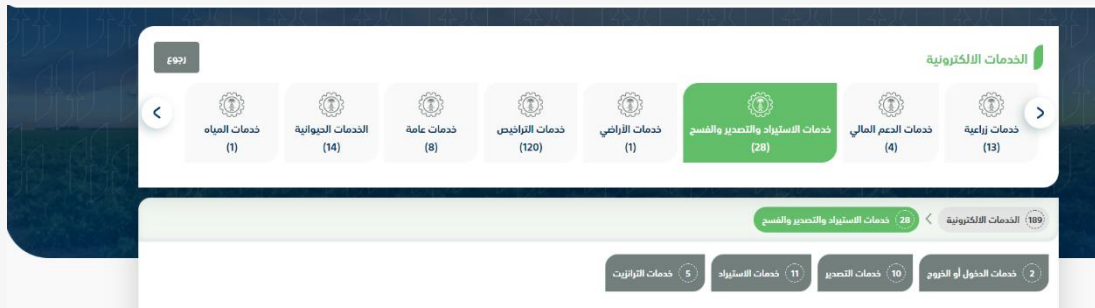 الخدمات الالكترونية
رجوع
خدمات زراعية
(13)
خدمات الدعم المالي
(4)
خدمات الاستيراد والتصدير والفسح
(28)
خدمات الأراضي
(1)
خدمات التراخيص
(120)
خدمات عامة
(8)
الخدمات الحيوانية
(14)
خدمات المياه
(1)
189 الخدمات الالكترونية 28 خدمات الاستيراد والتصدير والفسح
2 خدمات الدخول أو الخروج 10 خدمات التصدير 11 خدمات الاستيراد 5 خدمات الترانزيت